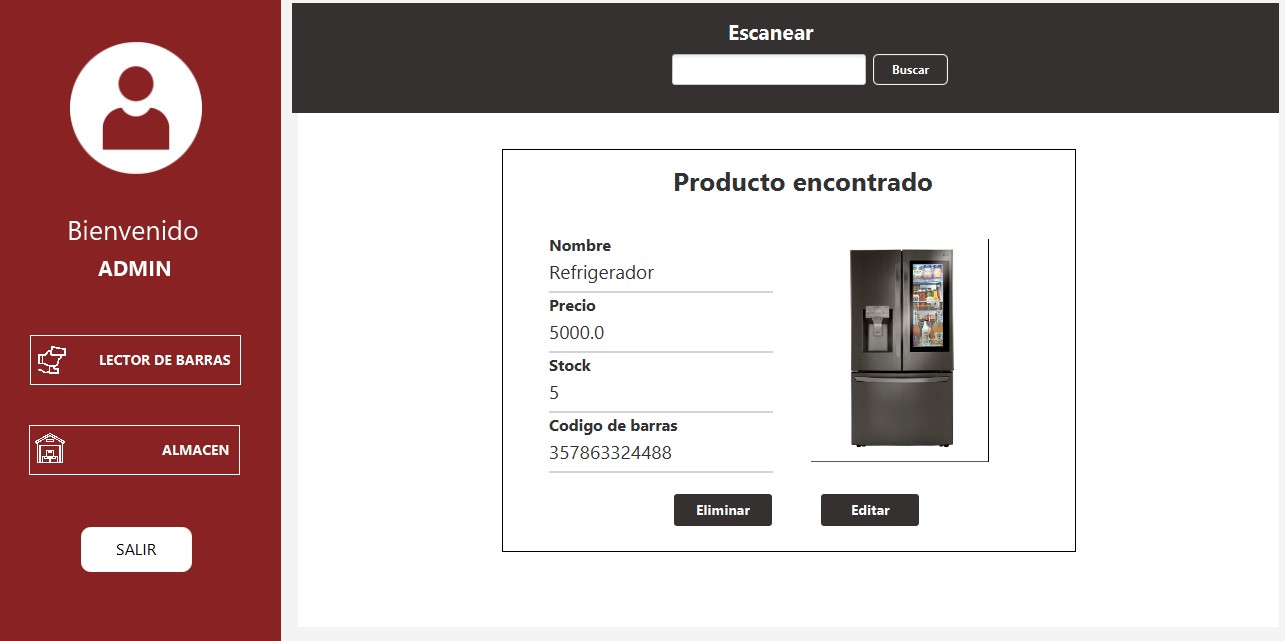 Bienvenido
ADMIN
LECTOR DE BARRAS
ALMACEN
SALIR
Escanear
Buscar
Producto encontrado
Nombre
Refrigerador
Precio
5000.0
Stock
5
Codigo de barras
357863324488
Eliminar
Editar